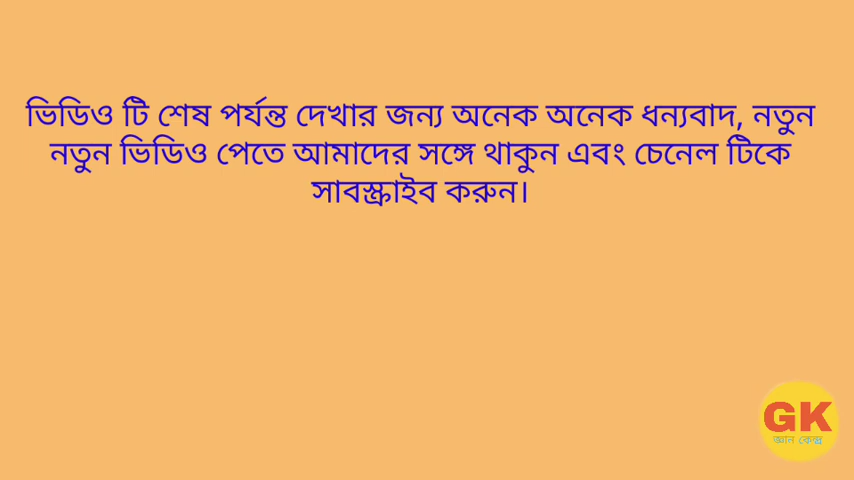 ভিডিও টি শেষ পর্যন্ত দেখার জন্য অনেক অনেক ধন্যবাদ, নতুন
নতুন ভিডিও পেতে আমাদের সঙ্গে থাকুন এবং চেনেল টিকে
সাবস্ক্রাইব করুন।
GK
জ্ঞান কেন্দ্র